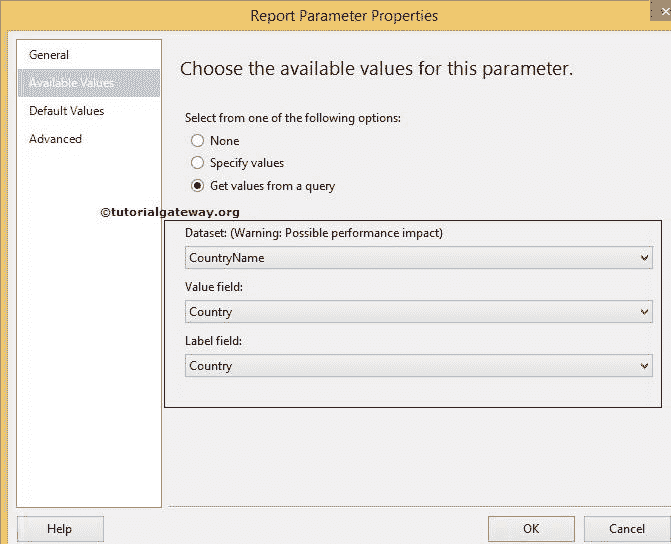 Report Parameter Properties
General
Available Values
Default Values
Advanced
Choose the available values for this parameter.
Select from one of the following options:
None
Specify values
Get values from a query
©tutorialgateway.org
Dataset: (Warning: Possible performance impact)
CountryName
Value field:
Country
Label field:
Country
Help
OK
Cancel